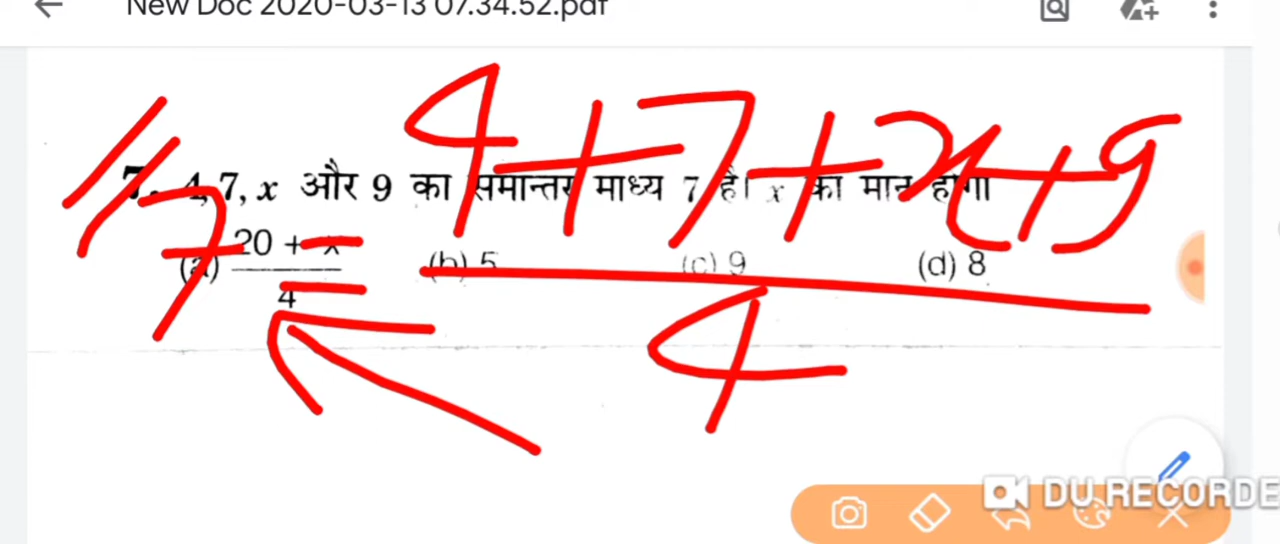 New Doc 2020-03-13 07.34.52.pdf
4+7+x+9
7. 4,7, x और 9 का समान्तर माध्य 7 है। x का मान होगा
7 =
(a) 20 + x / 4 (b) 5 (c) 9 (d) 8
4
DU RECORDE